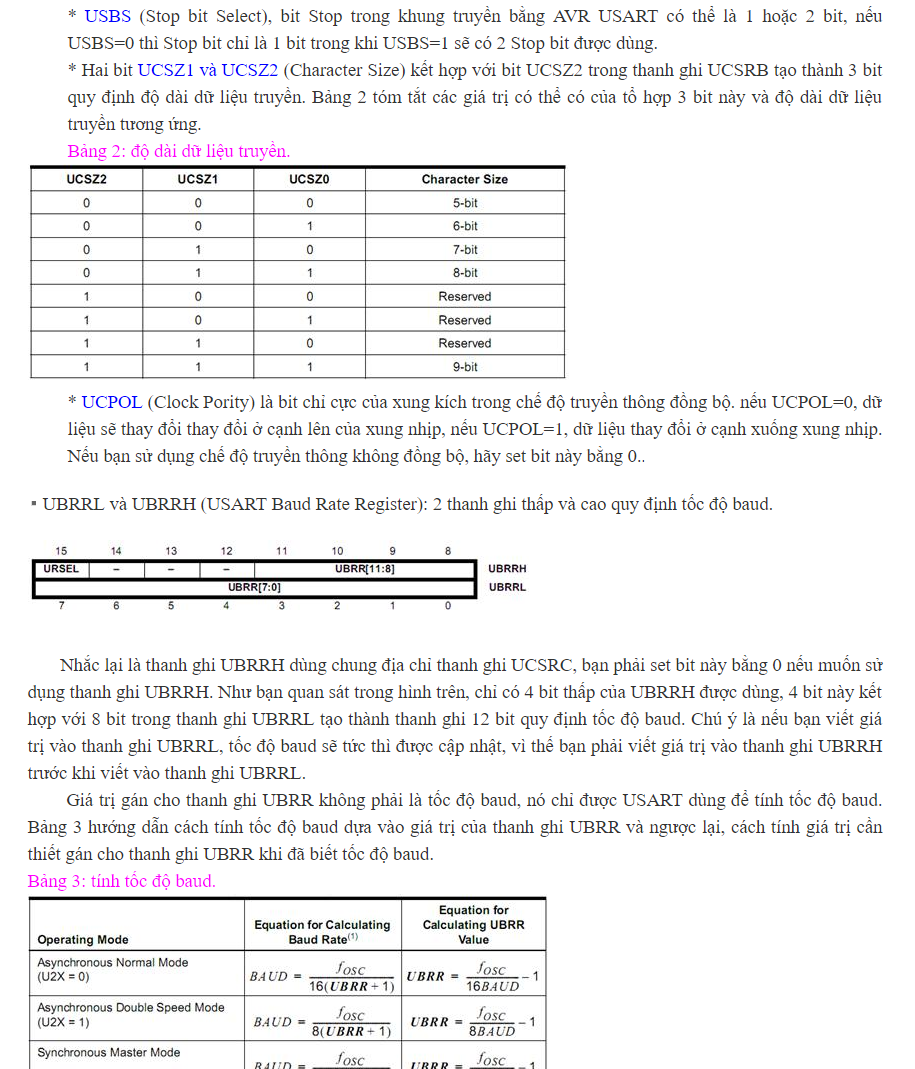 * USBS (Stop bit Select), bit Stop trong khung truyền bằng AVR USART có thể là 1 hoặc 2 bit, nếu
USBS=0 thì Stop bit chỉ là 1 bit trong khi USBS=1 sẽ có 2 Stop bit được dùng.
* Hai bit UCSZ1 và UCSZ2 (Character Size) kết hợp với bit UCSZ2 trong thanh ghi UCSRB tạo thành 3 bit
quy định độ dài dữ liệu truyền. Bảng 2 tóm tắt các giá trị có thể có của tổ hợp 3 bit này và độ dài dữ liệu
truyền tương ứng.
Bảng 2: độ dài dữ liệu truyền.
UCSZ2 UCSZ1 UCSZ0 Character Size
0 0 0 5-bit
0 0 1 6-bit
0 1 0 7-bit
0 1 1 8-bit
1 0 0 Reserved
1 0 1 Reserved
1 1 0 Reserved
1 1 1 9-bit
* UCPOL (Clock Pority) là bit chỉ cực của xung kích trong chế độ truyền thông đồng bộ. nếu UCPOL=0, dữ
liệu sẽ thay đổi thay đổi ở cạnh lên của xung nhịp, nếu UCPOL=1, dữ liệu thay đổi ở cạnh xuống xung nhịp.
Nếu bạn sử dụng chế độ truyền thông không đồng bộ, hãy set bit này bằng 0..
▪ UBRRL và UBRRH (USART Baud Rate Register): 2 thanh ghi thấp và cao quy định tốc độ baud.
15 14 13 12 11 10 9 8
URSEL – – – UBRR[11:8] UBRRH
UBRR[7:0] UBRRL
7 6 5 4 3 2 1 0
Nhắc lại là thanh ghi UBRRH dùng chung địa chỉ thanh ghi UCSRC, bạn phải set bit này bằng 0 nếu muốn sử
dụng thanh ghi UBRRH. Như bạn quan sát trong hình trên, chỉ có 4 bit thấp của UBRRH được dùng, 4 bit này kết
hợp với 8 bit trong thanh ghi UBRRL tạo thành thanh ghi 12 bit quy định tốc độ baud. Chú ý là nếu bạn viết giá
trị vào thanh ghi UBRRL, tốc độ baud sẽ tức thì được cập nhật, vì thế bạn phải viết giá trị vào thanh ghi UBRRH
trước khi viết vào thanh ghi UBRRL.
Giá trị gán cho thanh ghi UBRR không phải là tốc độ baud, nó chỉ được USART dùng để tính tốc độ baud.
Bảng 3 hướng dẫn cách tính tốc độ baud dựa vào giá trị của thanh ghi UBRR và ngược lại, cách tính giá trị cần
thiết gán cho thanh ghi UBRR khi đã biết tốc độ baud.
Bảng 3: tính tốc độ baud.
Operating Mode Equation for Calculating Baud Rate(1) Equation for Calculating UBRR Value
Asynchronous Normal Mode (U2X = 0) BAUD = fOSC / 16(UBRR + 1) UBRR = fOSC / 16BAUD – 1
Asynchronous Double Speed Mode (U2X = 1) BAUD = fOSC / 8(UBRR + 1) UBRR = fOSC / 8BAUD – 1
Synchronous Master Mode BAUD = fOSC UBRR = fOSC – 1